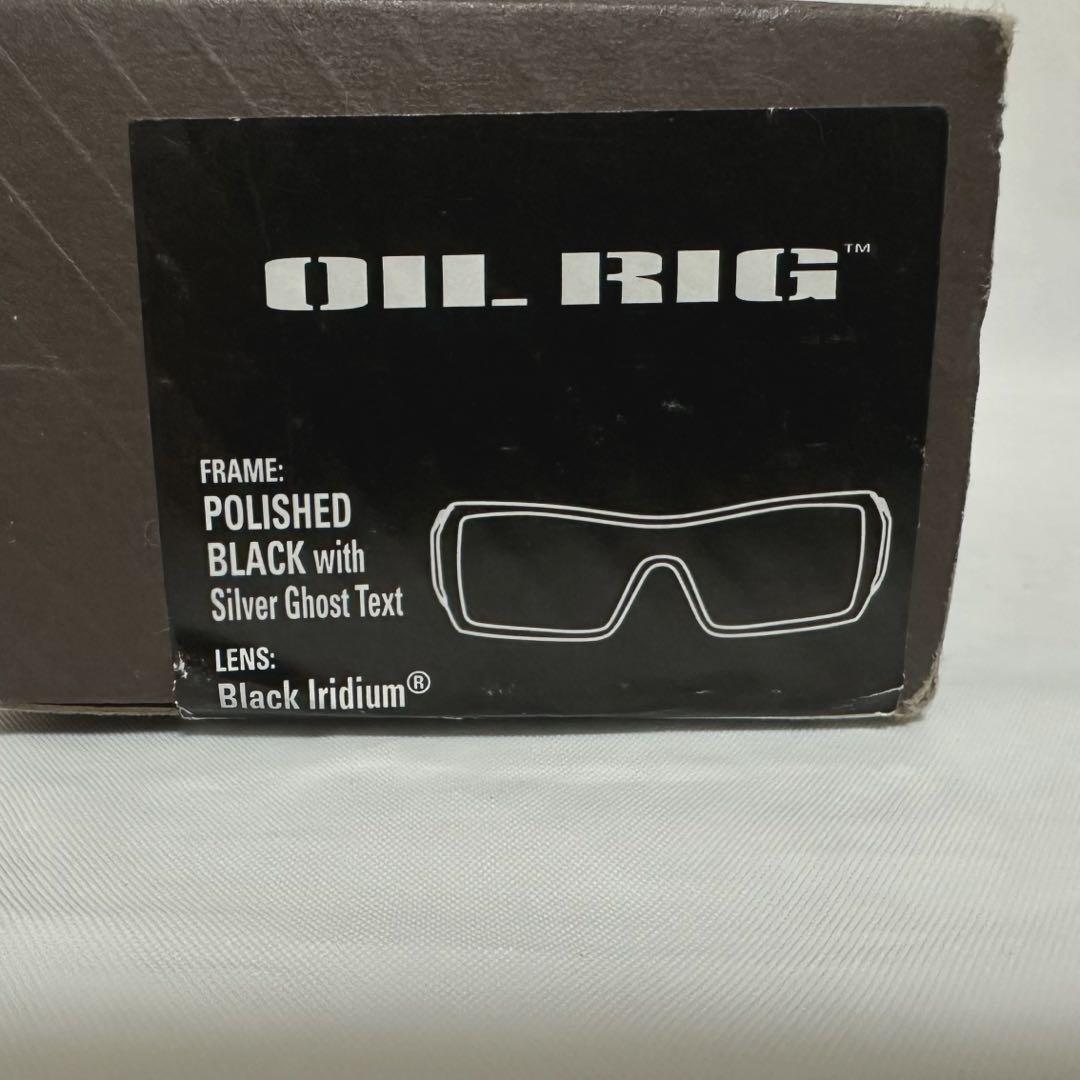 OIL RIG™
FRAME:
POLISHED
BLACK with
Silver Ghost Text
LENS:
Black Iridium®